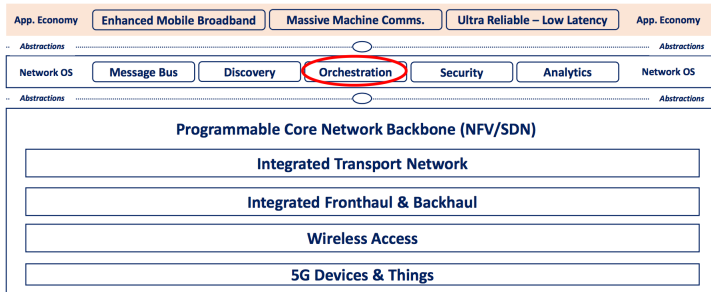 App. Economy Enhanced Mobile Broadband Massive Machine Comms. Ultra Reliable – Low Latency App. Economy
Abstractions Abstractions
Network OS Message Bus Discovery Orchestration Security Analytics Network OS
Abstractions Abstractions
Programmable Core Network Backbone (NFV/SDN)
Integrated Transport Network
Integrated Fronthaul & Backhaul
Wireless Access
5G Devices & Things